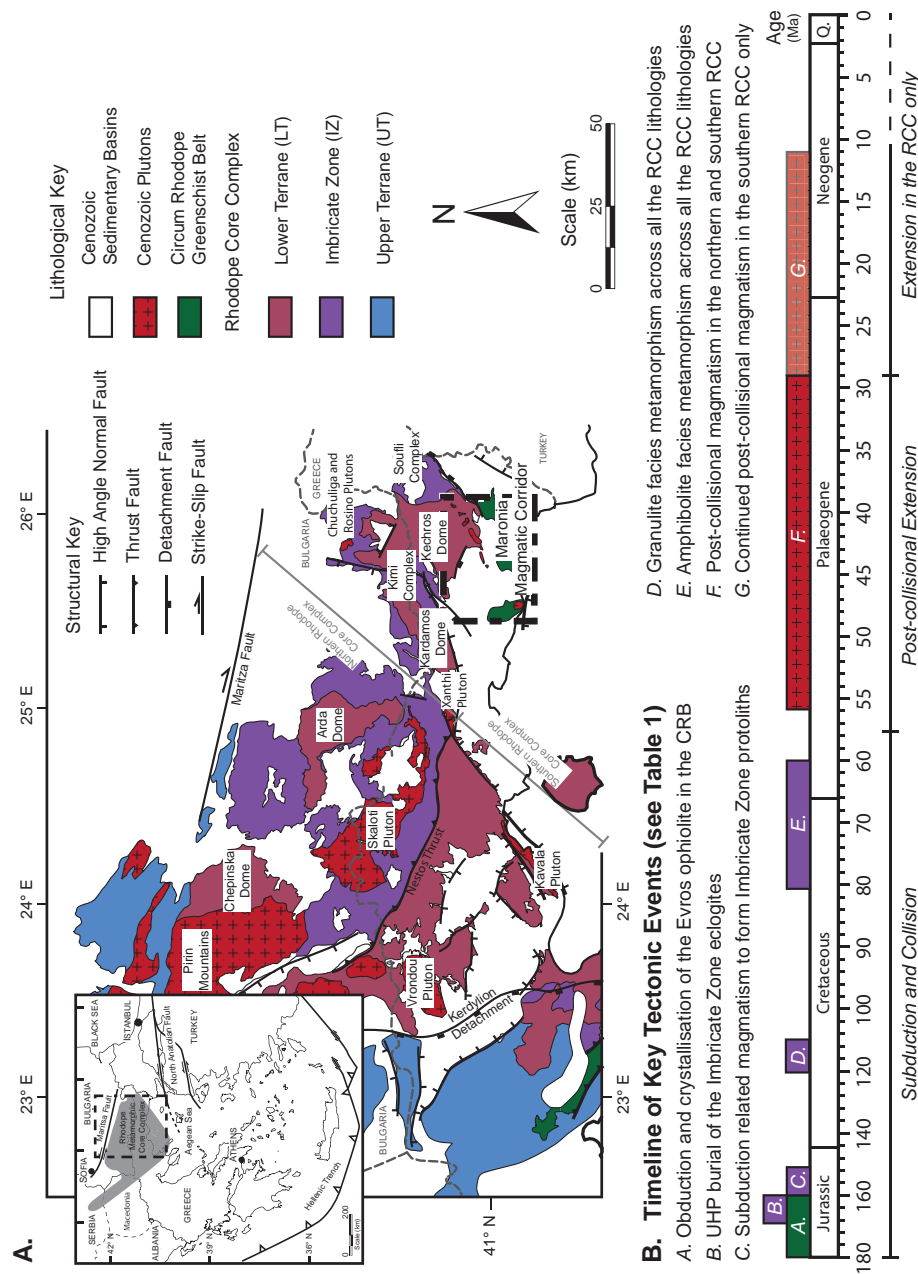 A.
SERBIA
SOFIA
BULGARIA
BLACK SEA
Maritsa Fault
Rhodope
Metamorphic
Core Complex
Macedonia
ISTANBUL
North Anatolian Fault
TURKEY
ALBANIA
GREECE
Aegean Sea
ATHENS
Hellenic Trench
42° N
39° N
36° N
0
200
Scale (km)
23° E
24° E
25° E
26° E
41° N
23° E
24° E
Pirin
Mountains
Chepinska
Dome
Arda
Dome
Skaloti
Pluton
Vrondou
Pluton
Kerdylion
Detachment
Nestos Thrust
Kavala
Pluton
Xanthi
Pluton
Kardamos
Dome
Kimi
Complex
Kechros
Dome
Chuchuliga and
Rosino Plutons
Soufli
Complex
Maronia
Magmatic Corridor
Maritza Fault
Northern Rhodope
Core Complex
Southern Rhodope
Core Complex
BULGARIA
BULGARIA
GREECE
TURKEY
Structural Key
High Angle Normal Fault
Thrust Fault
Detachment Fault
Strike-Slip Fault
Lithological Key
Cenozoic
Sedimentary Basins
Cenozoic Plutons
Circum Rhodope
Greenschist Belt
Rhodope Core Complex
Lower Terrane (LT)
Imbricate Zone (IZ)
Upper Terrane (UT)
N
Scale (km)
0
25
50
B. Timeline of Key Tectonic Events (see Table 1)
A. Obduction and crystallisation of the Evros ophiolite in the CRB
B. UHP burial of the Imbricate Zone eclogites
C. Subduction related magmatism to form Imbricate Zone protoliths
D. Granulite facies metamorphism across all the RCC lithologies
E. Amphibolite facies metamorphism across all the RCC lithologies
F. Post-collisional magmatism in the northern and southern RCC
G. Continued post-collisional magmatism in the southern RCC only
A.
B.
C.
D.
E.
F.
G.
Age
(Ma)
Jurassic
Cretaceous
Palaeogene
Neogene
Q.
180
160
140
120
100
90
80
70
60
55
50
45
40
35
30
25
20
15
10
5
0
Subduction and Collision
Post-collisional Extension
Extension in the RCC only